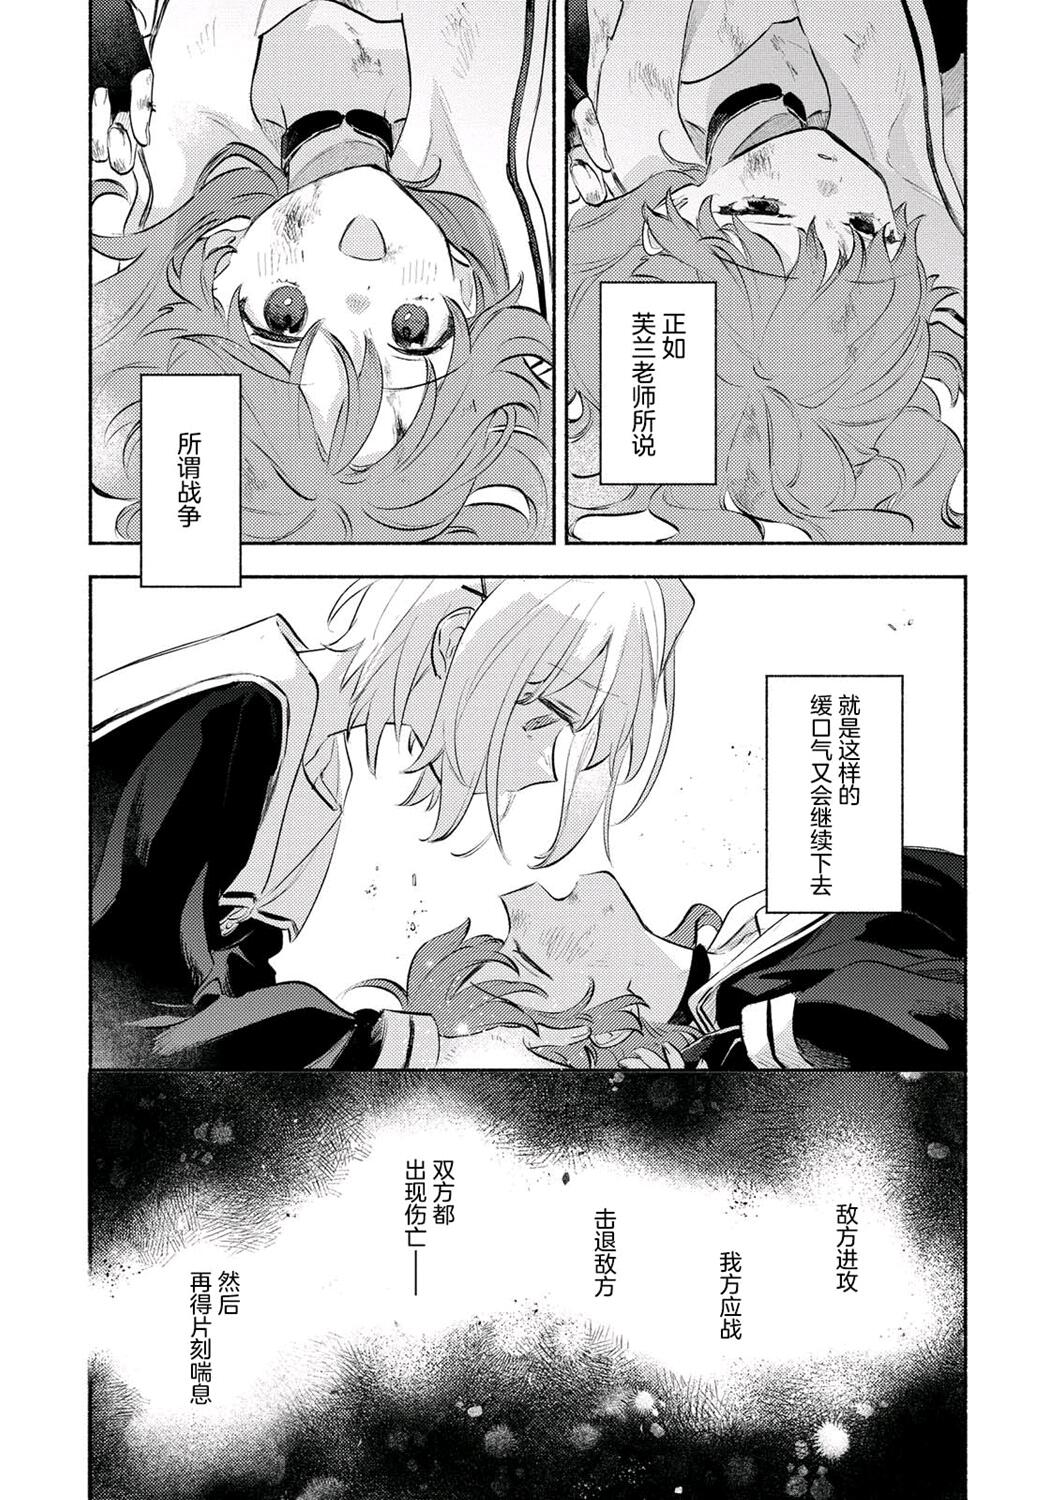 正如
芙兰老师所说
所谓战争
就是这样的
缓口气又会继续下去
敌方进攻
我方应战
击退敌方
双方都
出现伤亡——
然后
再得片刻喘息